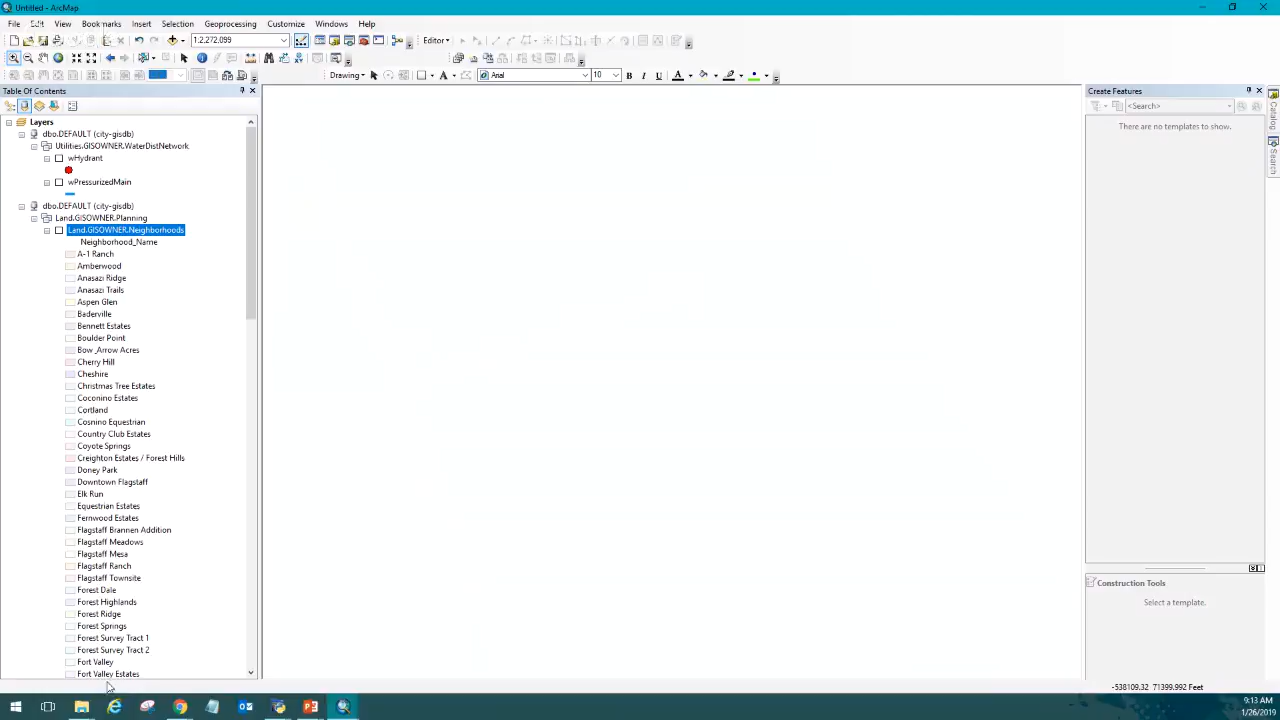 Untitled - ArcMap
File Edit View Bookmarks Insert Selection Geoprocessing Customize Windows Help
1:2,272,099
Editor
Drawing
Arial
10
B I U A
Table Of Contents
Layers
dbo.DEFAULT (city-gisdb)
Utilities.GISOWNER.WaterDistNetwork
wHydrant
wPressurizedMain
dbo.DEFAULT (city-gisdb)
Land.GISOWNER.Planning
Land.GISOWNER.Neighborhoods
Neighborhood_Name
A-1 Ranch
Amberwood
Anasazi Ridge
Anasazi Trails
Aspen Glen
Baderville
Bennett Estates
Boulder Point
Bow_Arrow Acres
Cherry Hill
Cheshire
Christmas Tree Estates
Coconino Estates
Cortland
Cosnino Equestrian
Country Club Estates
Coyote Springs
Creighton Estates / Forest Hills
Doney Park
Downtown Flagstaff
Elk Run
Equestrian Estates
Fernwood Estates
Flagstaff Brannen Addition
Flagstaff Meadows
Flagstaff Mesa
Flagstaff Ranch
Flagstaff Townsite
Forest Dale
Forest Highlands
Forest Ridge
Forest Springs
Forest Survey Tract 1
Forest Survey Tract 2
Fort Valley
Fort Valley Estates
Create Features
<Search>
There are no templates to show.
Construction Tools
Select a template.
Catalog
Search
-538109.32 71399.992 Feet
9:13 AM
1/26/2019